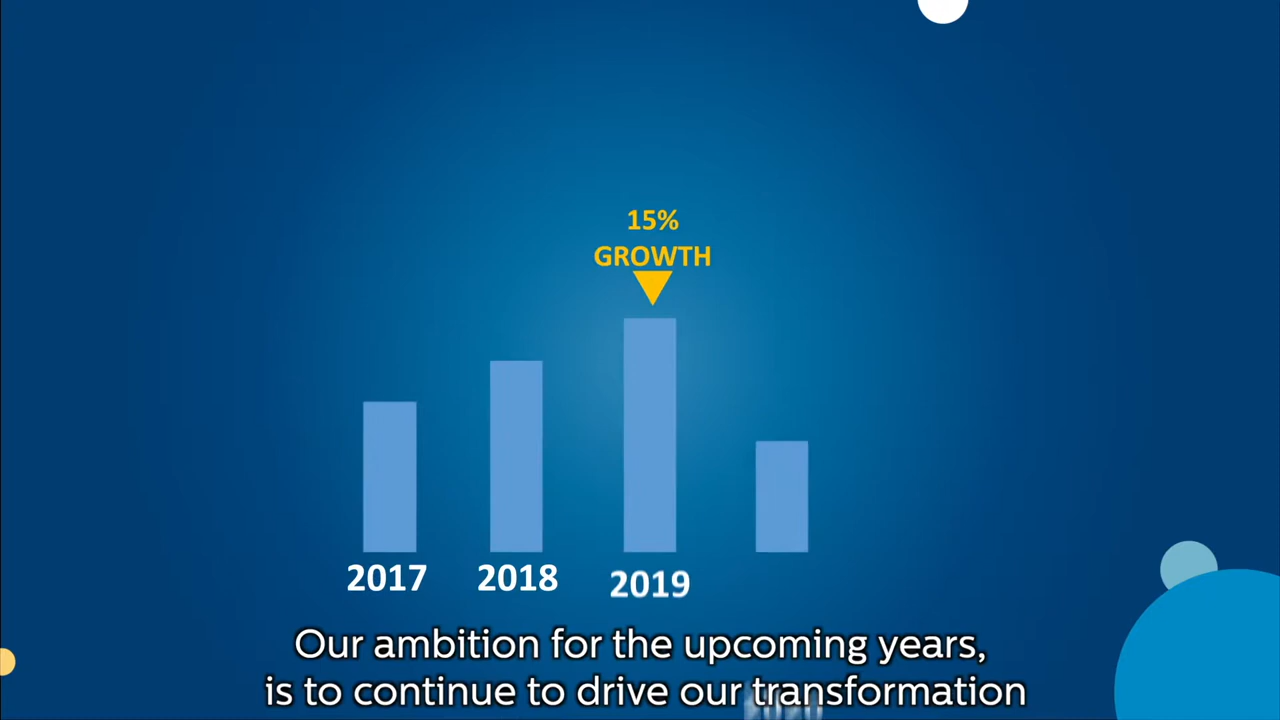 15%
GROWTH
2017
2018
2019
Our ambition for the upcoming years,
is to continue to drive our transformation